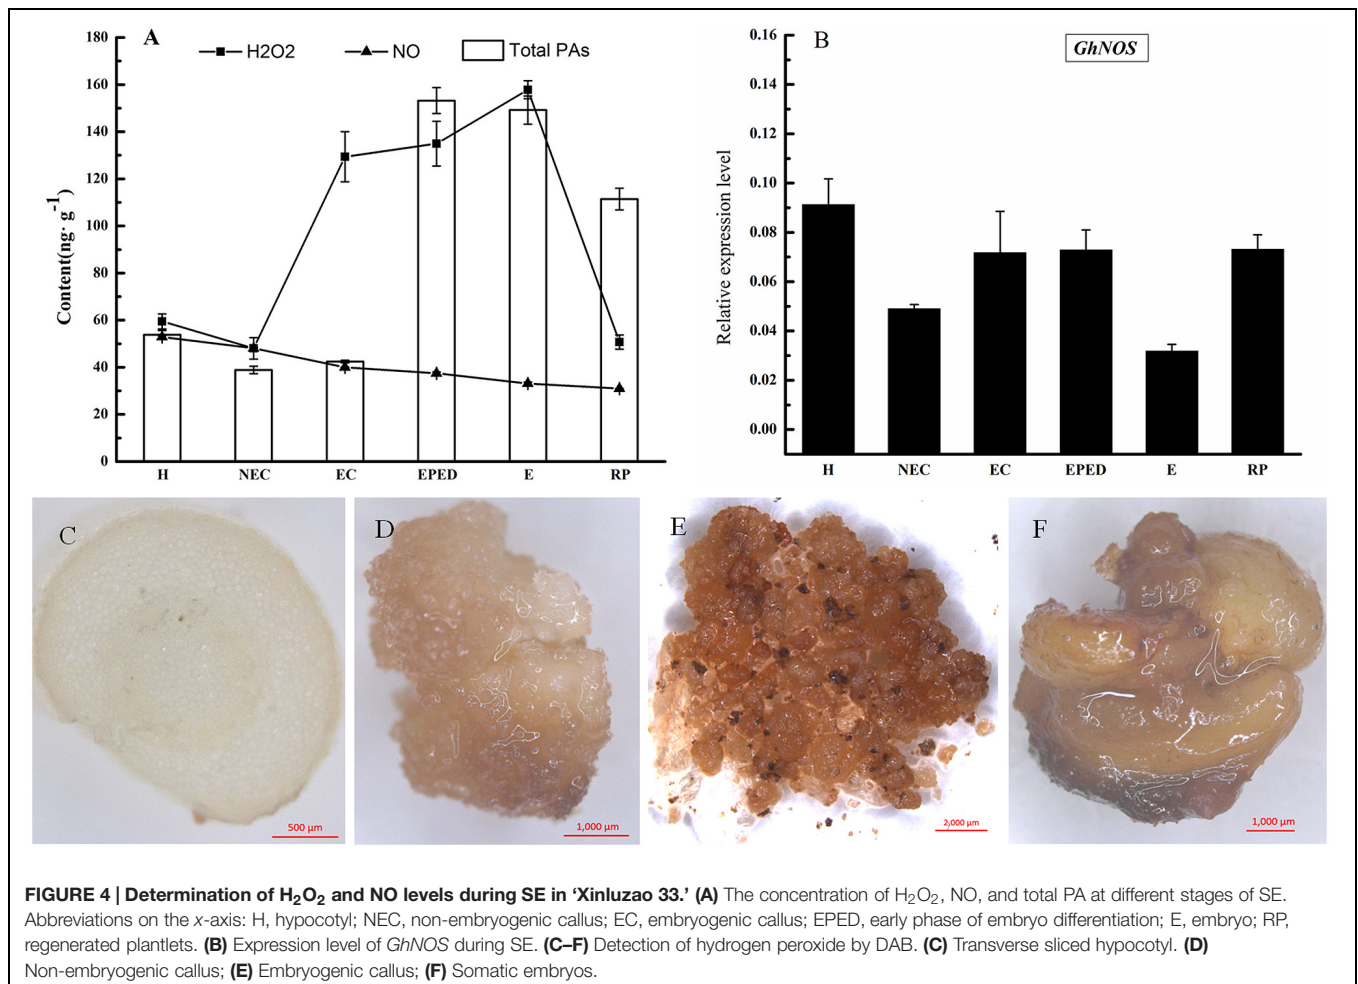 A
H2O2
NO
Total PAs
Content(ng· g⁻¹)
180
160
140
120
100
80
60
40
20
0
H
NEC
EC
EPED
E
RP
B
GhNOS
Relative expression level
0.16
0.14
0.12
0.10
0.08
0.06
0.04
0.02
0.00
H
NEC
EC
EPED
E
RP
C
500 µm
D
1,000 µm
E
2,000 µm
F
1,000 µm
FIGURE 4 | Determination of H₂O₂ and NO levels during SE in ‘Xinluzao 33.’ (A) The concentration of H₂O₂, NO, and total PA at different stages of SE.
Abbreviations on the x-axis: H, hypocotyl; NEC, non-embryogenic callus; EC, embryogenic callus; EPED, early phase of embryo differentiation; E, embryo; RP,
regenerated plantlets. (B) Expression level of GhNOS during SE. (C–F) Detection of hydrogen peroxide by DAB. (C) Transverse sliced hypocotyl. (D)
Non-embryogenic callus; (E) Embryogenic callus; (F) Somatic embryos.